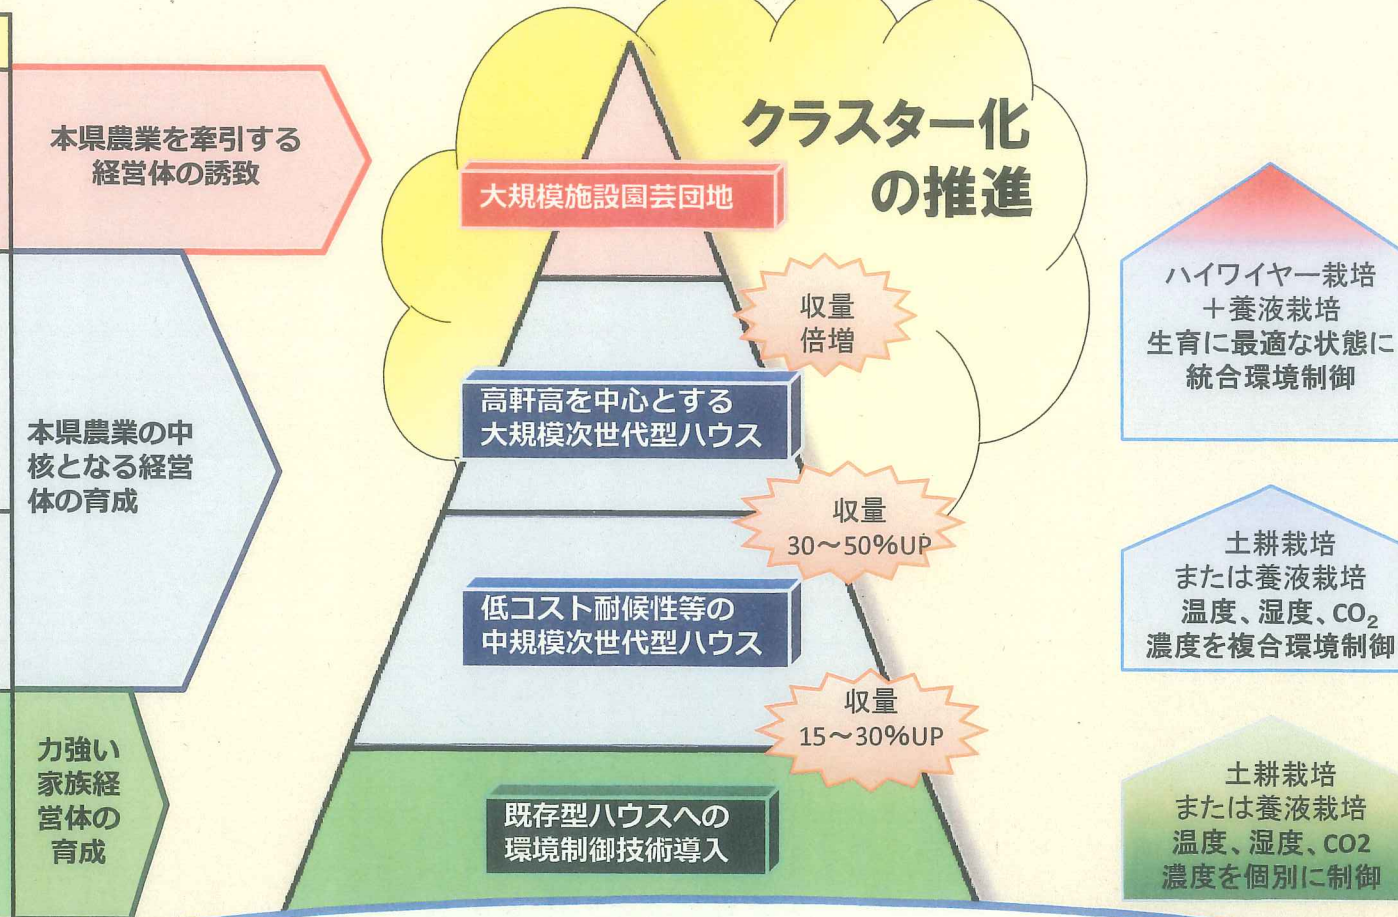 本県農業を牽引する
経営体の誘致
本県農業の中
核となる経営
体の育成
力強い
家族経
営体の
育成
クラスター化
の推進
大規模施設園芸団地
収量
倍増
高軒高を中心とする
大規模次世代型ハウス
収量
30～50%UP
低コスト耐候性等の
中規模次世代型ハウス
収量
15～30%UP
既存型ハウスへの
環境制御技術導入
ハイワイヤー栽培
＋養液栽培
生育に最適な状態に
統合環境制御
土耕栽培
または養液栽培
温度、湿度、CO₂
濃度を複合環境制御
土耕栽培
または養液栽培
温度、湿度、CO2
濃度を個別に制御